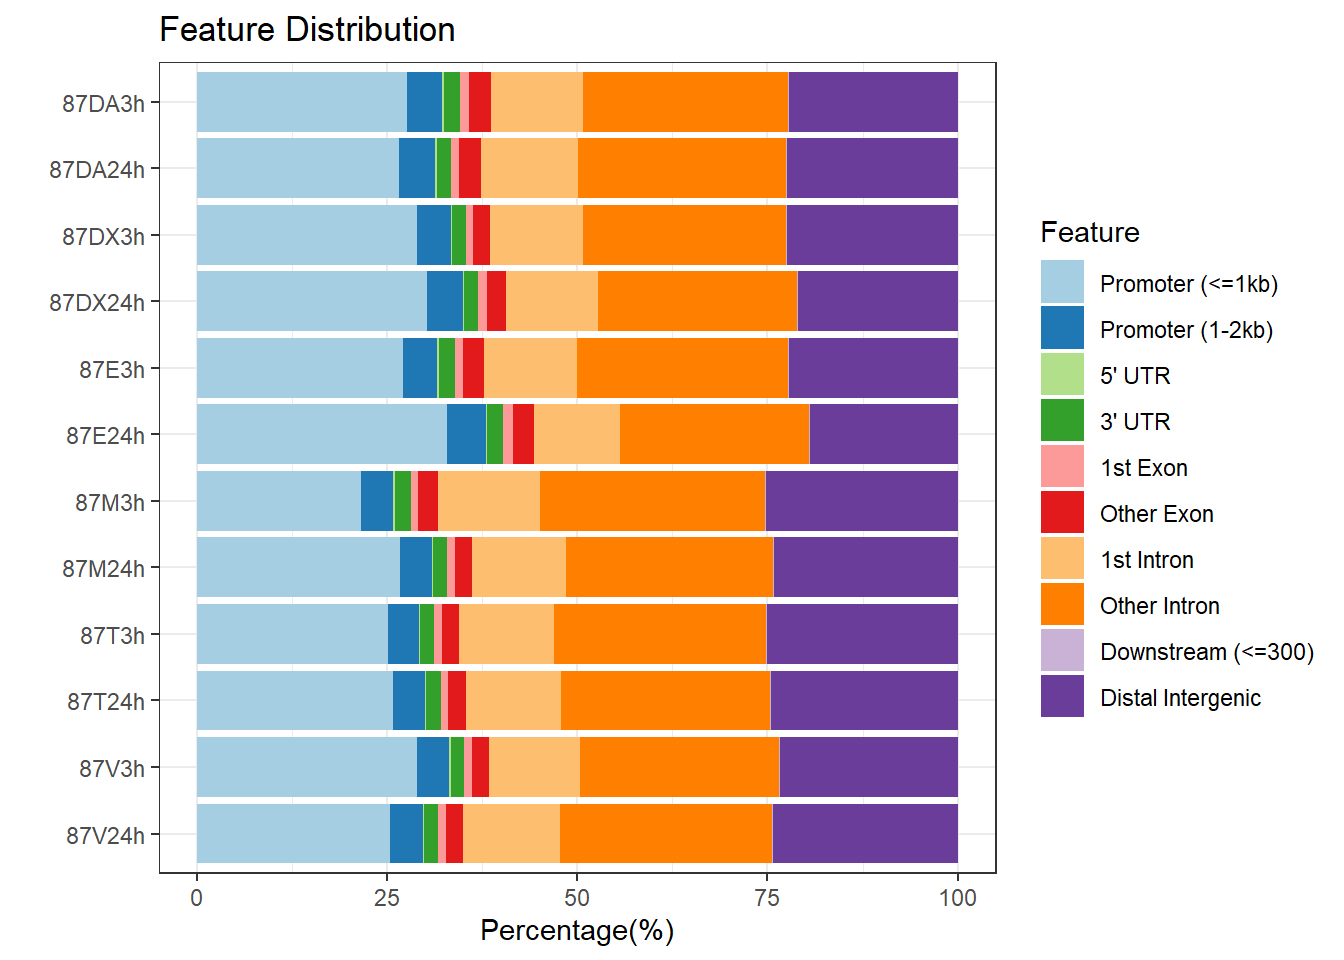 Feature Distribution
87DA3h
87DA24h
87DX3h
87DX24h
87E3h
87E24h
87M3h
87M24h
87T3h
87T24h
87V3h
87V24h
0
25
50
75
100
Percentage(%)
Feature
Promoter (<=1kb)
Promoter (1-2kb)
5' UTR
3' UTR
1st Exon
Other Exon
1st Intron
Other Intron
Downstream (<=300)
Distal Intergenic